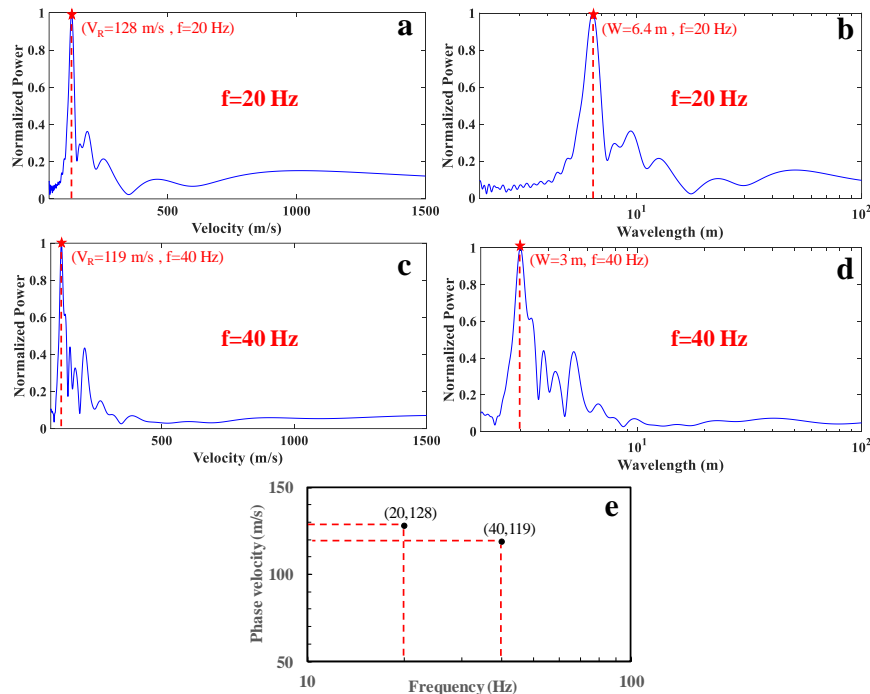 a
(V_R=128 m/s , f=20 Hz)
f=20 Hz
Normalized Power
1
0.8
0.6
0.4
0.2
0
500
1000
1500
Velocity (m/s)
b
(W=6.4 m , f=20 Hz)
f=20 Hz
Normalized Power
1
0.8
0.6
0.4
0.2
0
10^1
10^2
Wavelength (m)
c
(V_R=119 m/s , f=40 Hz)
f=40 Hz
Normalized Power
1
0.8
0.6
0.4
0.2
0
500
1000
1500
Velocity (m/s)
d
(W=3 m, f=40 Hz)
f=40 Hz
Normalized Power
1
0.8
0.6
0.4
0.2
0
10^1
10^2
Wavelength (m)
e
(20,128)
(40,119)
Phase velocity (m/s)
150
100
50
10
100
Frequency (Hz)